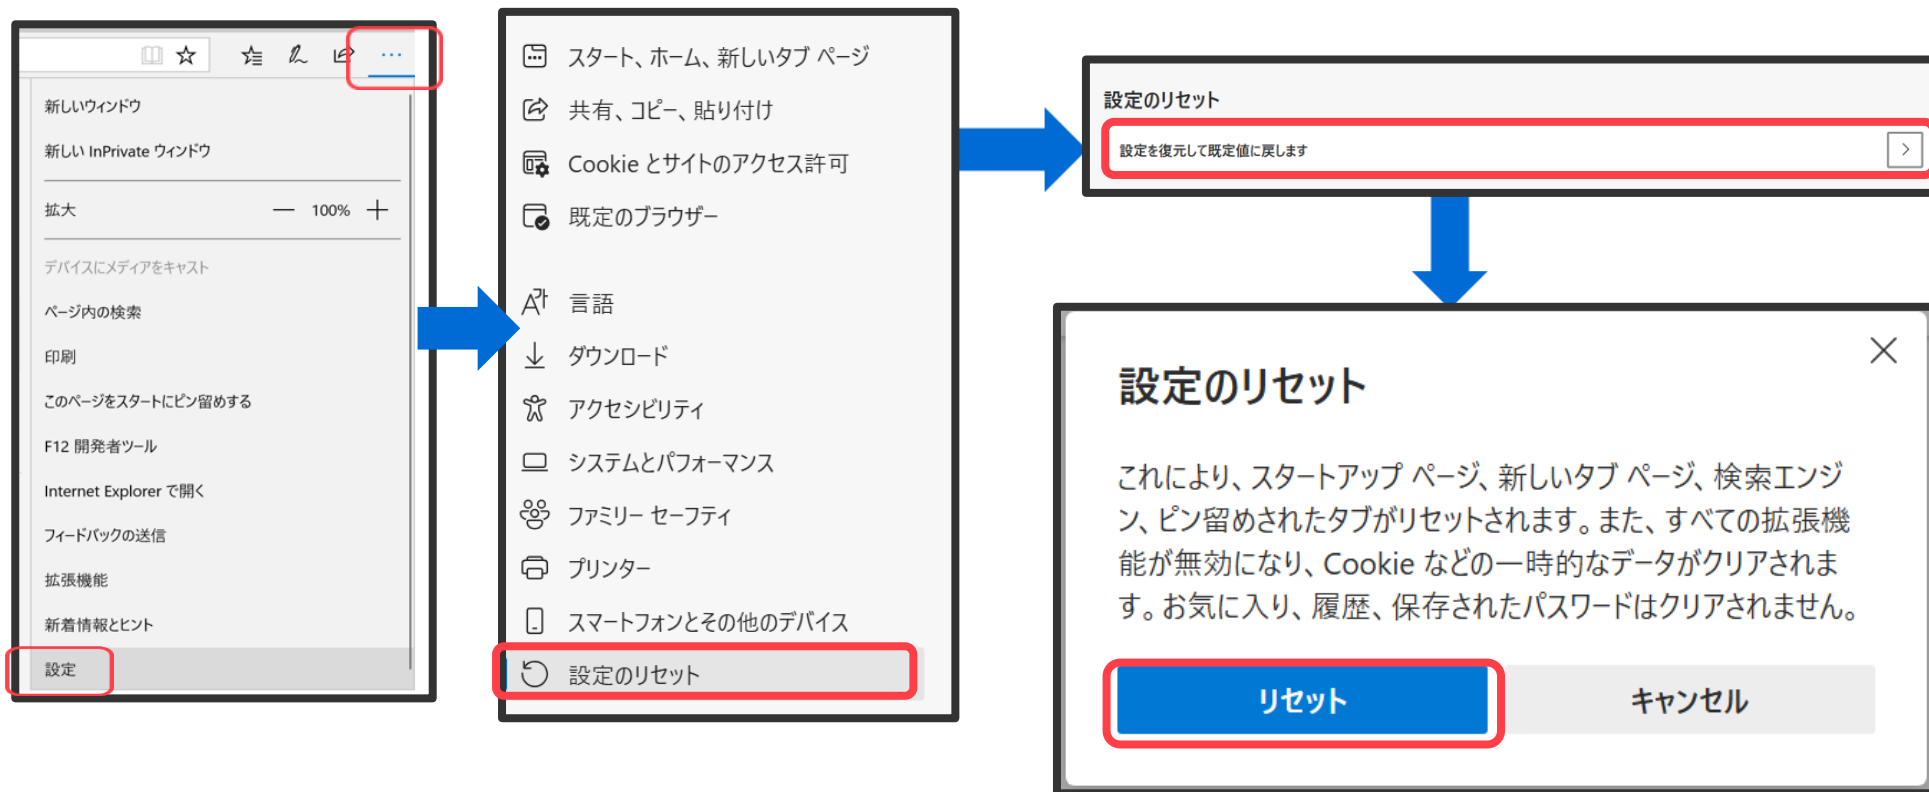 新しいウィンドウ
新しい InPrivate ウィンドウ
拡大 — 100% +
デバイスにメディアをキャスト
ページ内の検索
印刷
このページをスタートにピン留めする
F12 開発者ツール
Internet Explorer で開く
フィードバックの送信
拡張機能
新着情報とヒント
設定
スタート、ホーム、新しいタブ ページ
共有、コピー、貼り付け
Cookie とサイトのアクセス許可
既定のブラウザー
言語
ダウンロード
アクセシビリティ
システムとパフォーマンス
ファミリー セーフティ
プリンター
スマートフォンとその他のデバイス
設定のリセット
設定のリセット
設定を復元して既定値に戻します
設定のリセット
これにより、スタートアップ ページ、新しいタブ ページ、検索エンジ
ン、ピン留めされたタブがリセットされます。また、すべての拡張機
能が無効になり、Cookie などの一時的なデータがクリアされま
す。お気に入り、履歴、保存されたパスワードはクリアされません。
リセット
キャンセル